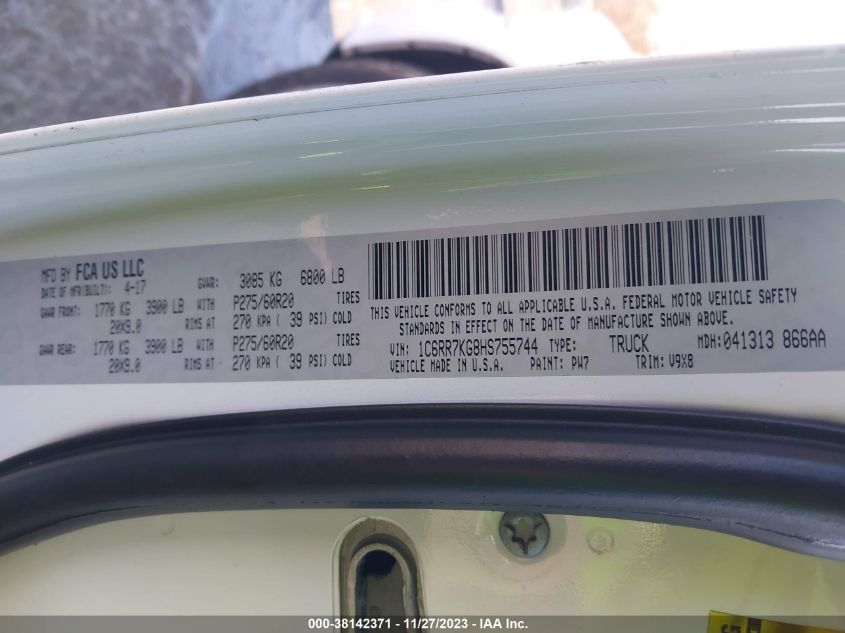 MFD BY FCA US LLC
DATE OF MFR(BUILT): 4-17 GVWR: 3085 KG 6800 LB
GAWR FRONT: 1770 KG 3900 LB WITH P275/60R20 TIRES
20X9.0 RIMS AT 270 KPA ( 39 PSI) COLD
GAWR REAR: 1770 KG 3900 LB WITH P275/60R20 TIRES
20X9.0 RIMS AT 270 KPA ( 39 PSI) COLD
THIS VEHICLE CONFORMS TO ALL APPLICABLE U.S.A. FEDERAL MOTOR VEHICLE SAFETY
STANDARDS IN EFFECT ON THE DATE OF MANUFACTURE SHOWN ABOVE.
VIN: 1C6RR7KG8HS755744 TYPE: TRUCK MDH:041313 866AA
VEHICLE MADE IN U.S.A. PAINT: PW7 TRIM: V9X8
000-38142371 - 11/27/2023 - IAA Inc.